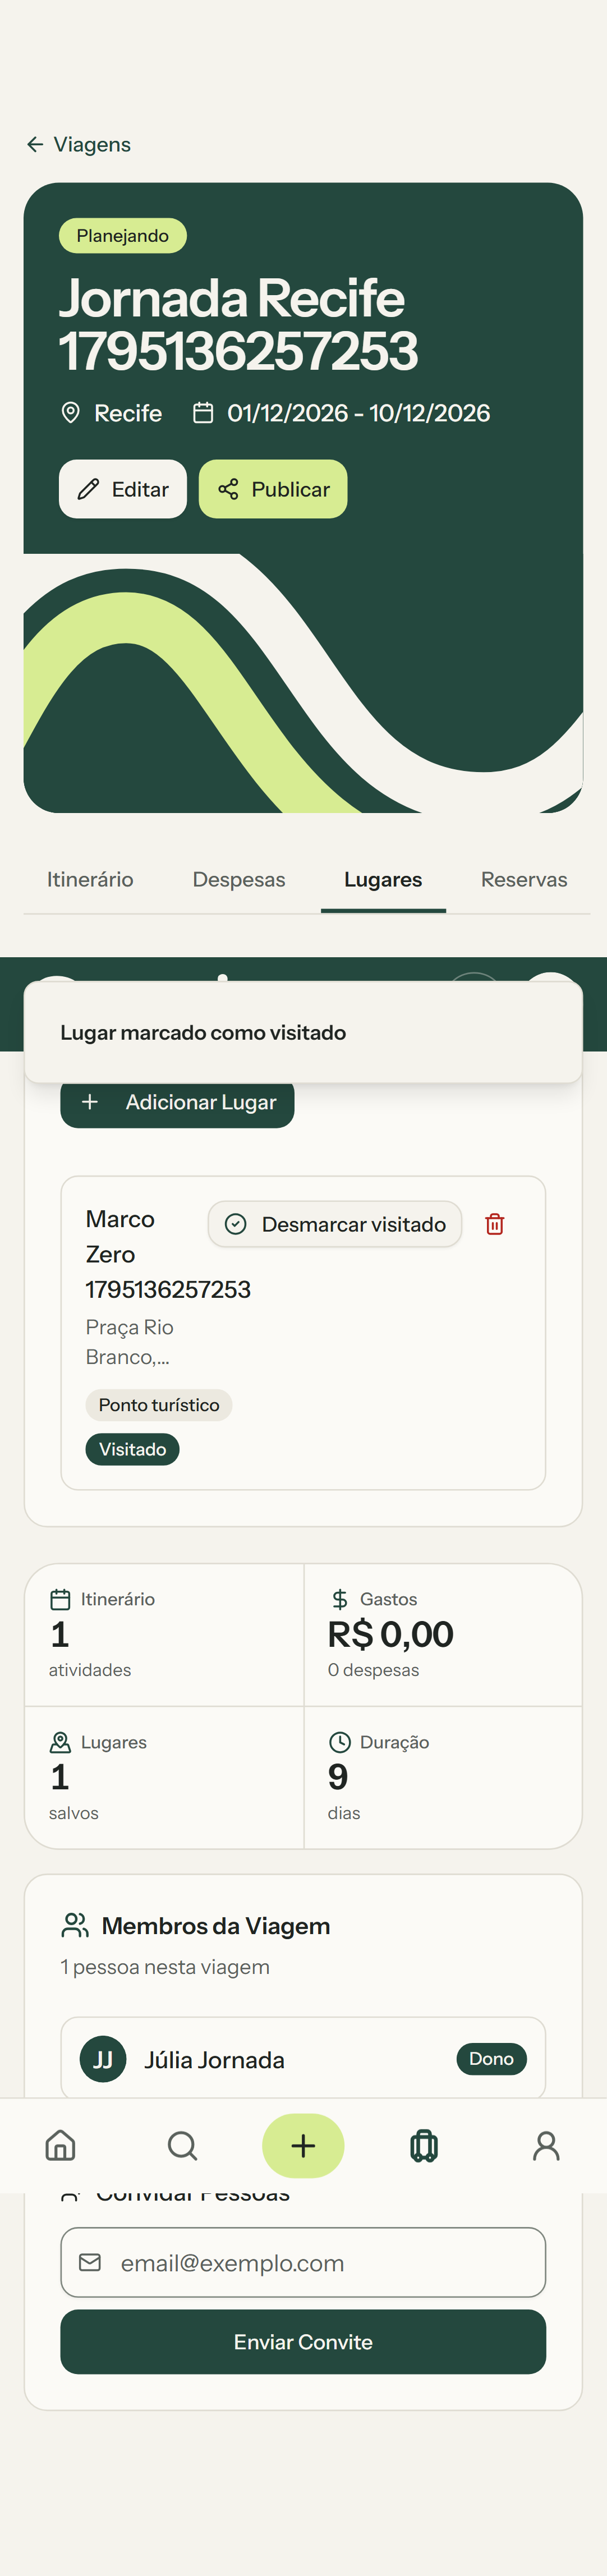 Viagens
Planejando
Jornada Recife
1795136257253
Recife 01/12/2026 - 10/12/2026
Editar Publicar
Itinerário Despesas Lugares Reservas
Lugar marcado como visitado
Adicionar Lugar
Marco
Zero
1795136257253
Desmarcar visitado
Praça Rio
Branco,...
Ponto turístico
Visitado
Itinerário
1
atividades
Gastos
R$ 0,00
0 despesas
Lugares
1
salvos
Duração
9
dias
Membros da Viagem
1 pessoa nesta viagem
JJ Júlia Jornada Dono
Convidar Pessoas
email@exemplo.com
Enviar Convite